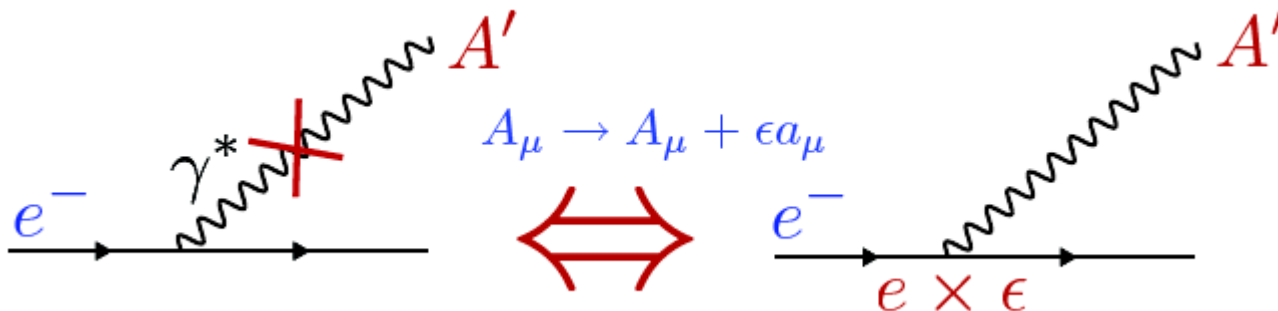 A′
γ*
e⁻
A_μ → A_μ + εa_μ
A′
e⁻
e × ε